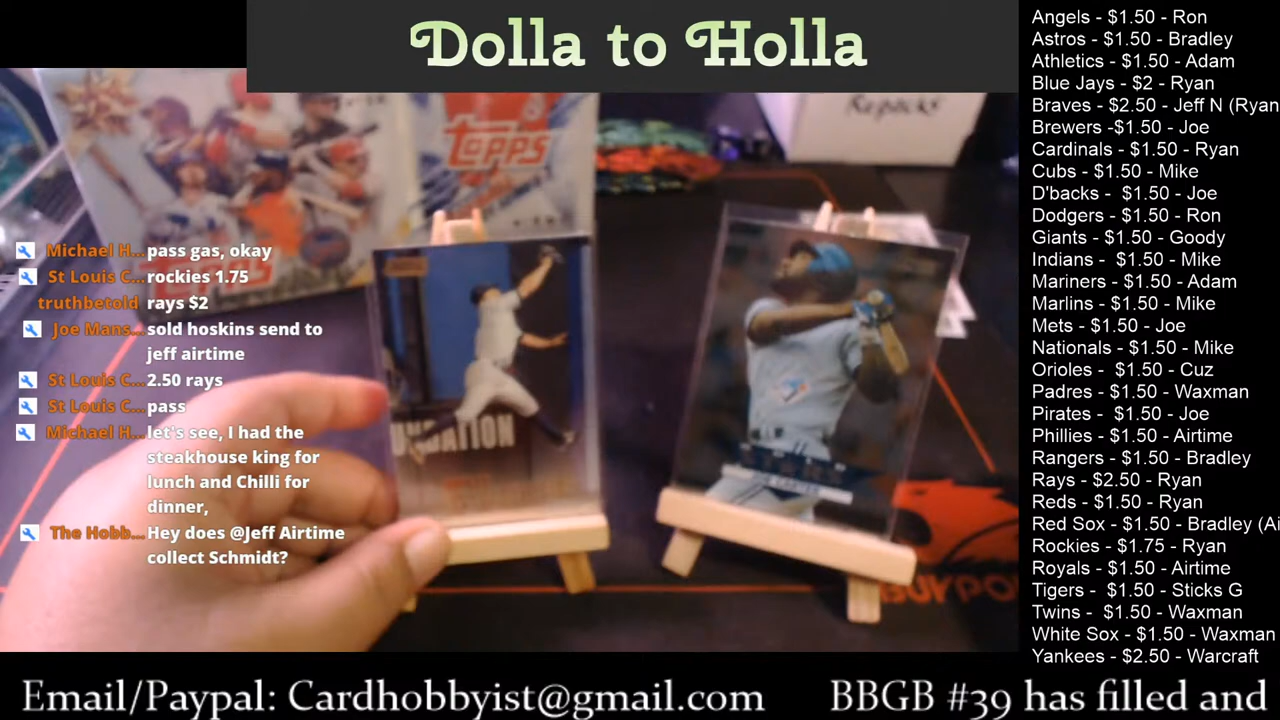 Dolla to Holla
Repacks
TOPPS
Michael H... pass gas, okay
St Louis C... rockies 1.75
truthbetold rays $2
Joe Mans... sold hoskins send to
jeff airtime
St Louis C... 2.50 rays
St Louis C... pass
Michael H... let's see, I had the
steakhouse king for
lunch and Chilli for
dinner,
The Hobb... Hey does @Jeff Airtime
collect Schmidt?
Angels - $1.50 - Ron
Astros - $1.50 - Bradley
Athletics - $1.50 - Adam
Blue Jays - $2 - Ryan
Braves - $2.50 - Jeff N (Ryan
Brewers -$1.50 - Joe
Cardinals - $1.50 - Ryan
Cubs - $1.50 - Mike
D'backs - $1.50 - Joe
Dodgers - $1.50 - Ron
Giants - $1.50 - Goody
Indians - $1.50 - Mike
Mariners - $1.50 - Adam
Marlins - $1.50 - Mike
Mets - $1.50 - Joe
Nationals - $1.50 - Mike
Orioles - $1.50 - Cuz
Padres - $1.50 - Waxman
Pirates - $1.50 - Joe
Phillies - $1.50 - Airtime
Rangers - $1.50 - Bradley
Rays - $2.50 - Ryan
Reds - $1.50 - Ryan
Red Sox - $1.50 - Bradley (Ai
Rockies - $1.75 - Ryan
Royals - $1.50 - Airtime
Tigers - $1.50 - Sticks G
Twins - $1.50 - Waxman
White Sox - $1.50 - Waxman
Yankees - $2.50 - Warcraft
Email/Paypal: Cardhobbyist@gmail.com BBGB #39 has filled and